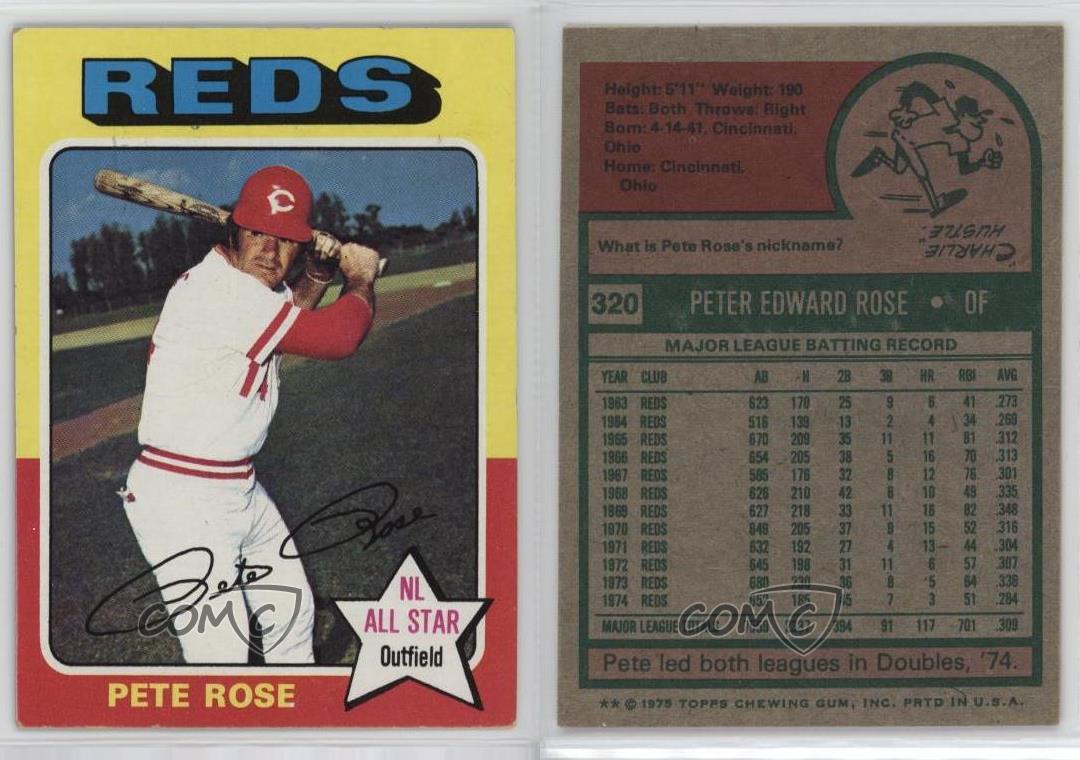 REDS
Pete Rose
NL
ALL STAR
Outfield
PETE ROSE
COMC
Height: 5'11" Weight: 190
Bats: Both Throws: Right
Born: 4-14-41, Cincinnati,
Ohio
Home: Cincinnati,
Ohio
What is Pete Rose's nickname?
"CHARLIE
HUSTLE."
320 PETER EDWARD ROSE • OF
MAJOR LEAGUE BATTING RECORD
YEAR CLUB AB H 2B 3B HR RBI AVG
1963 REDS 623 170 25 9 6 41 .273
1964 REDS 516 139 13 2 4 34 .269
1965 REDS 670 209 35 11 11 81 .312
1966 REDS 654 205 38 5 16 70 .313
1967 REDS 585 176 32 8 12 76 .301
1968 REDS 626 210 42 6 10 49 .335
1969 REDS 627 218 33 11 16 82 .348
1970 REDS 649 205 37 9 15 52 .316
1971 REDS 632 192 27 4 13 44 .304
1972 REDS 645 198 31 11 6 57 .307
1973 REDS 680 230 36 8 5 64 .338
1974 REDS 652 185 45 7 3 51 .284
MAJOR LEAGUE 394 91 117 701 .309
COMC
Pete led both leagues in Doubles, '74.
** © 1975 TOPPS CHEWING GUM, INC. PRTD IN U.S.A.